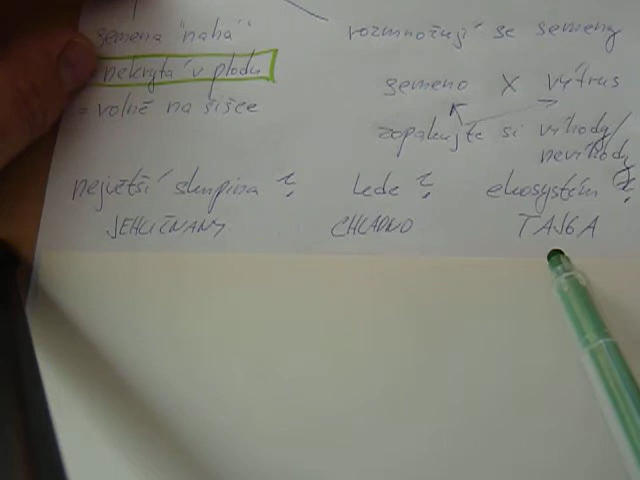 semena "nahá"
rozmnožují se semeny
nekrytá v plodu
semeno X výtrus
= volně na šišce
zopakujte si výhody/
nevýhody
největší skupina ?
kde ?
ekosystém ?
JEHLIČNANY
CHLADNO
TAJGA